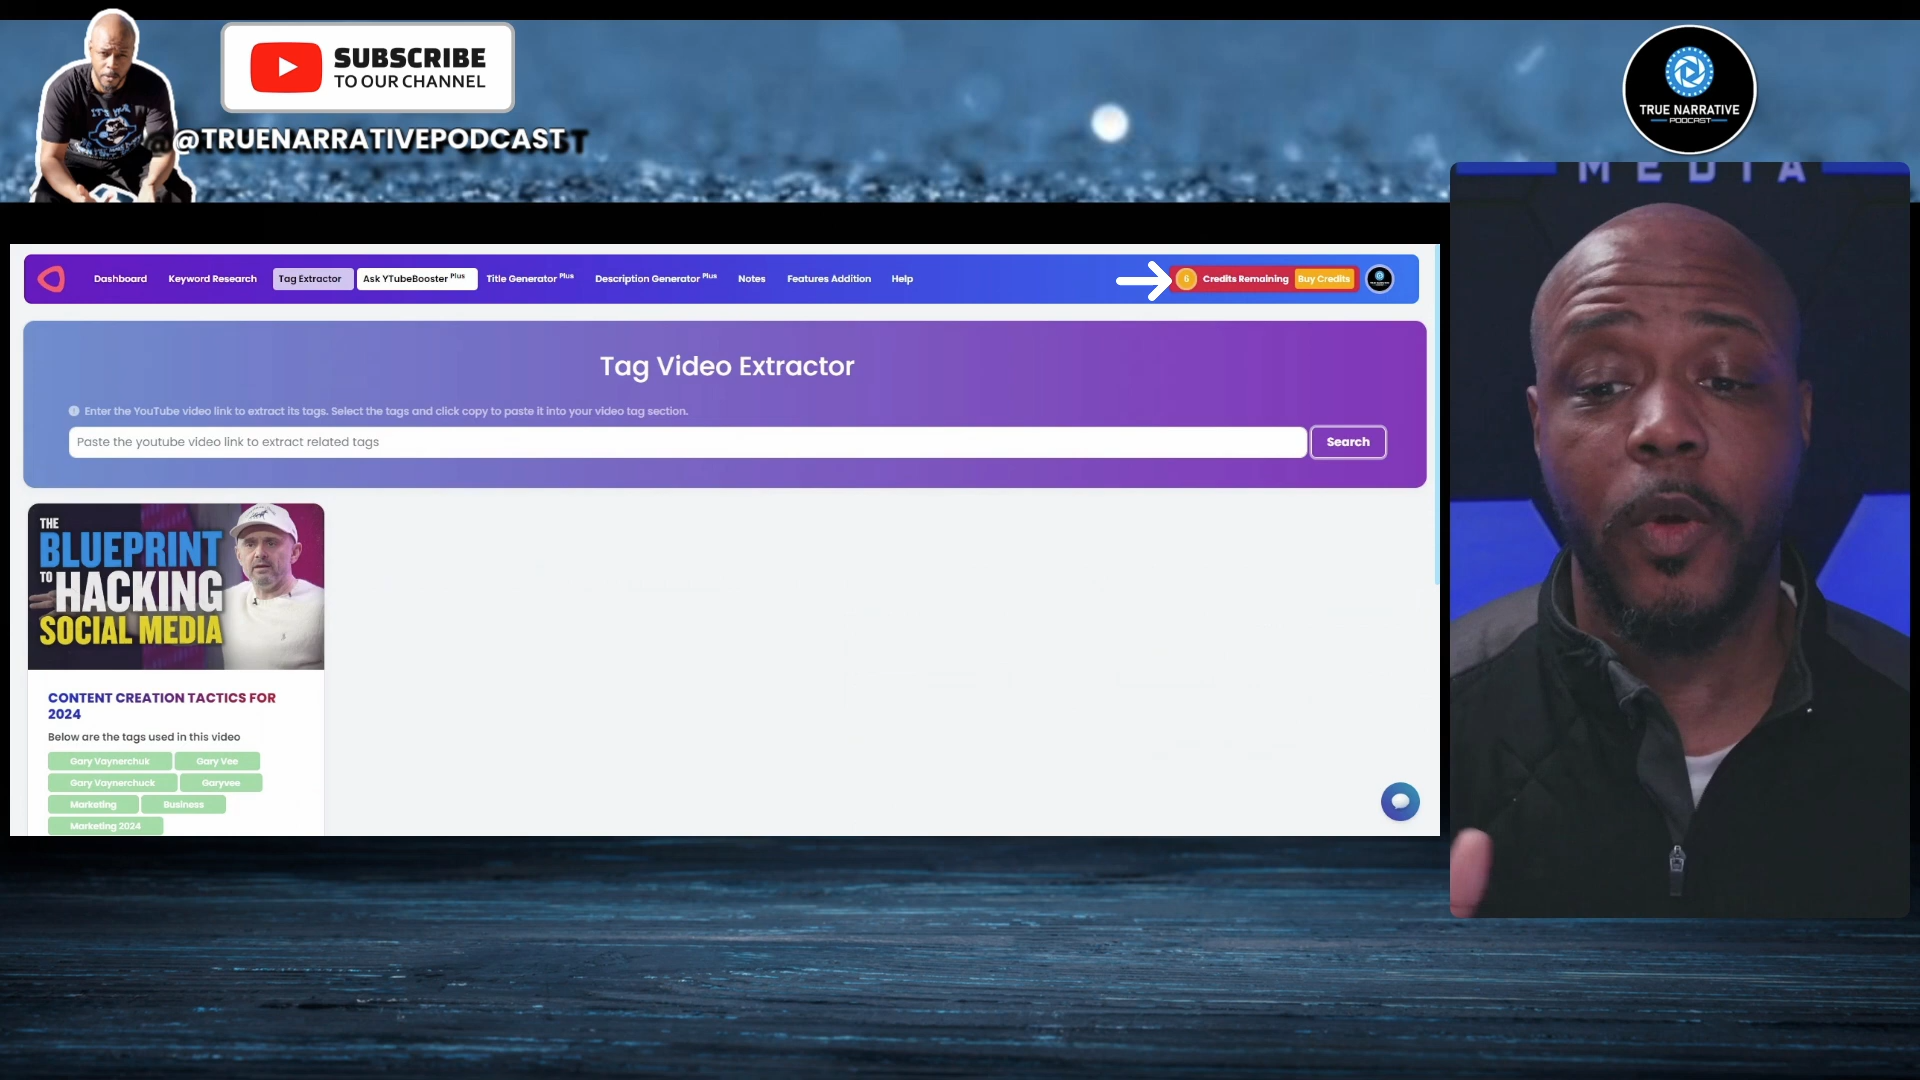 SUBSCRIBE
TO OUR CHANNEL
@TRUENARRATIVEPODCAST
TRUE NARRATIVE
PODCAST
MEDIA
Dashboard Keyword Research Tag Extractor Ask YTubeBooster Plus Title Generator Plus Description Generator Plus Notes Features Addition Help 6 Credits Remaining Buy Credits
Tag Video Extractor
Enter the YouTube video link to extract its tags. Select the tags and click copy to paste it into your video tag section.
Paste the youtube video link to extract related tags Search
THE
BLUEPRINT
TO HACKING
SOCIAL MEDIA
CONTENT CREATION TACTICS FOR
2024
Below are the tags used in this video
Gary Vaynerchuk Gary Vee
Gary Vaynerchuck Garyvee
Marketing Business
Marketing 2024